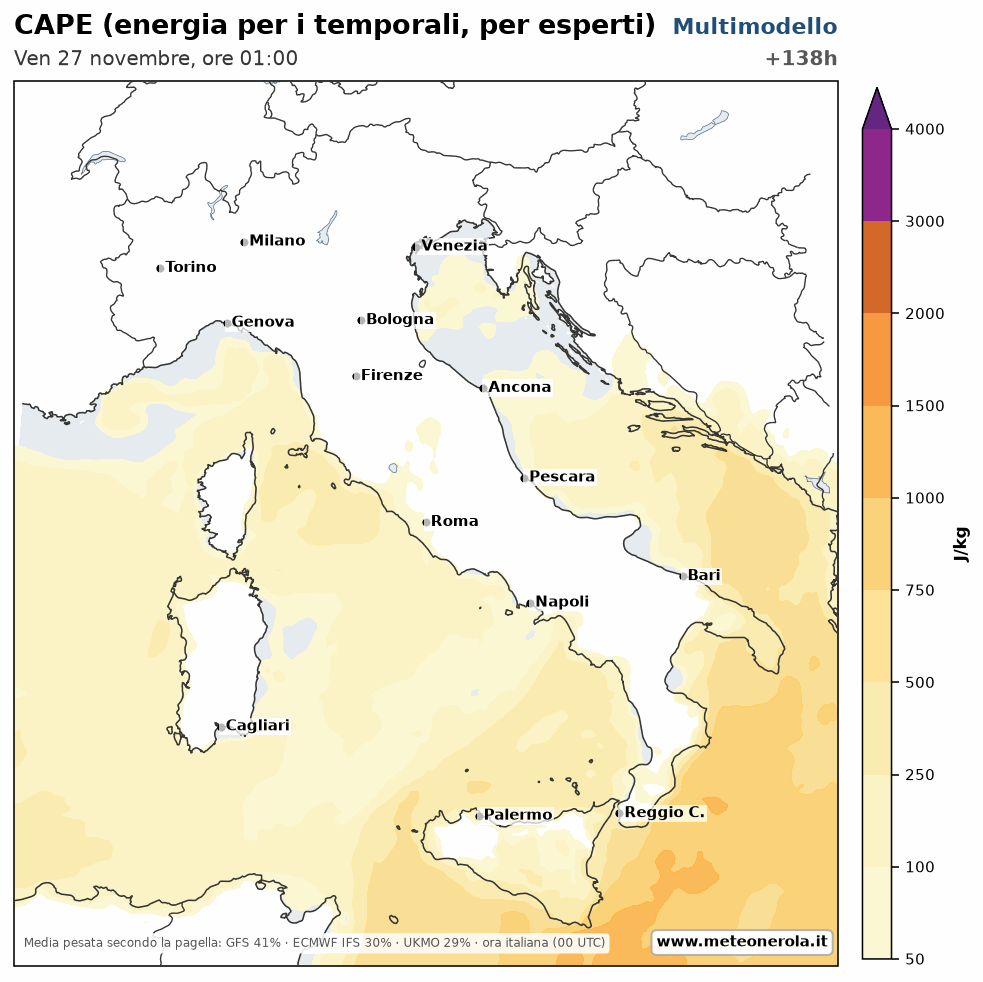 CAPE (energia per i temporali, per esperti)
Multimodello
Ven 27 novembre, ore 01:00
+138h
4000
3000
2000
1500
1000
750
500
250
100
50
J/kg
Milano
Venezia
Torino
Genova
Bologna
Firenze
Ancona
Pescara
Roma
Bari
Napoli
Cagliari
Palermo
Reggio C.
Media pesata secondo la pagella: GFS 41% · ECMWF IFS 30% · UKMO 29% · ora italiana (00 UTC)
www.meteonerola.it